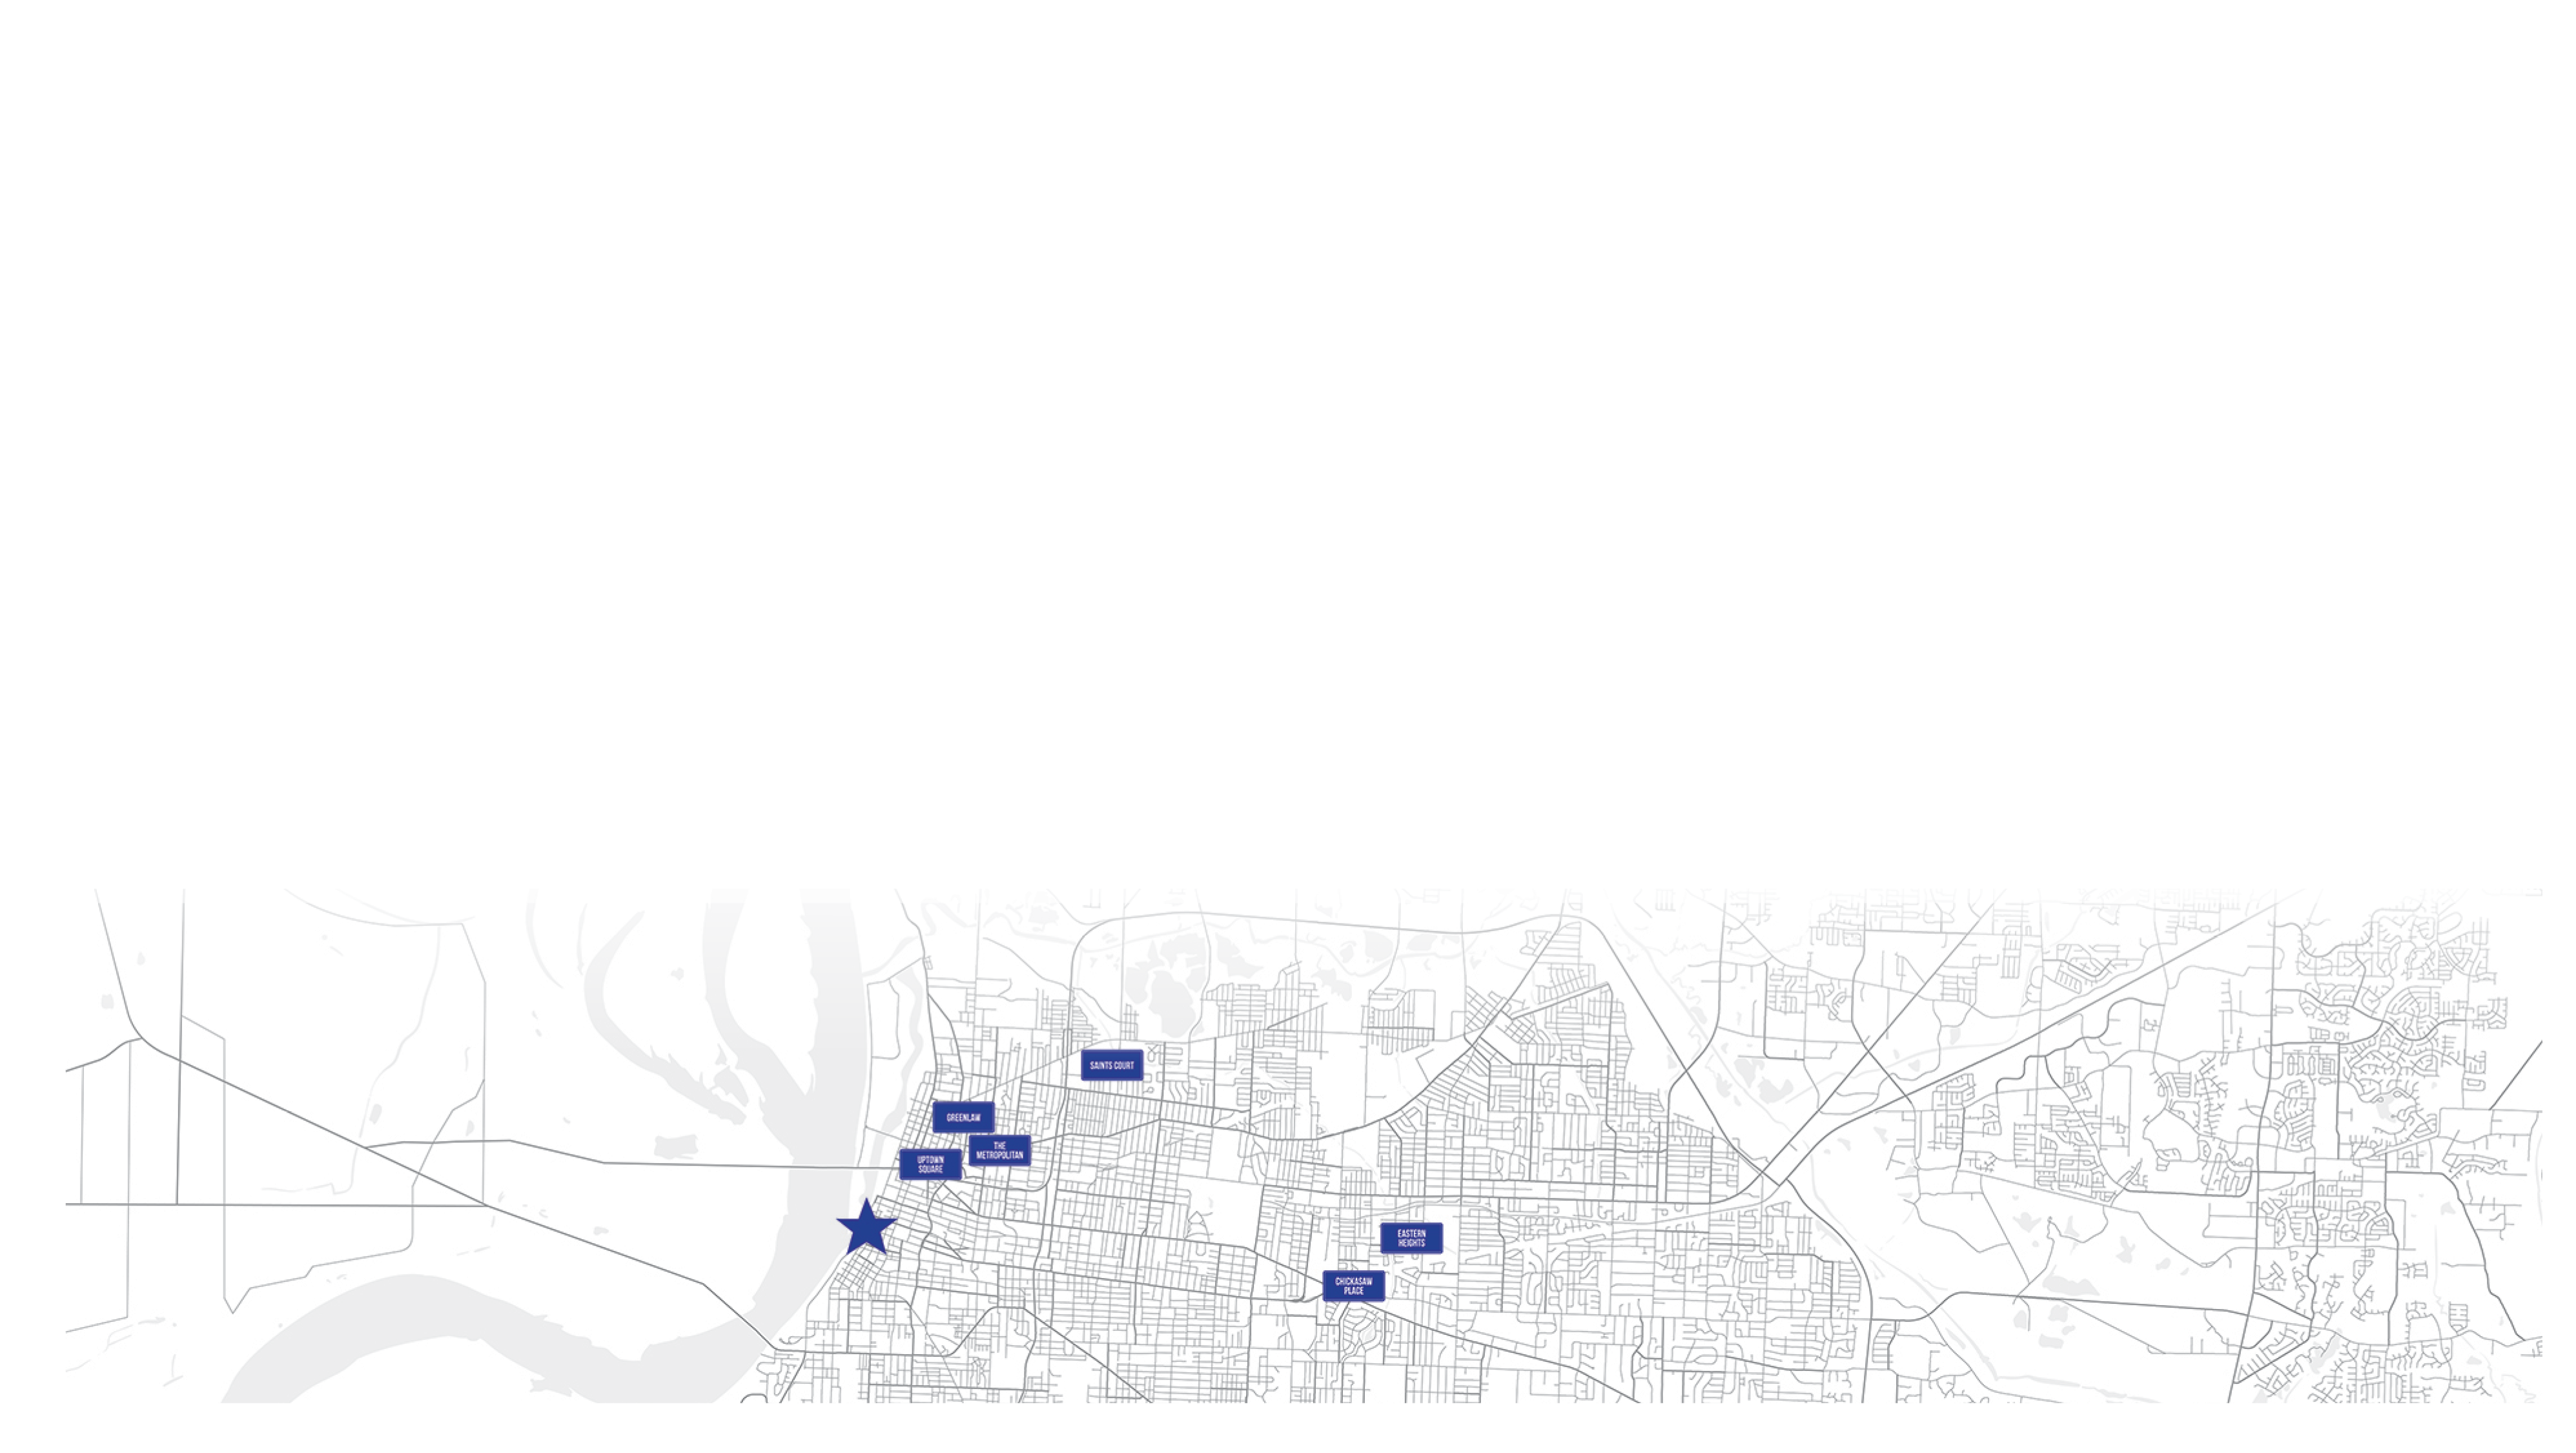 SAINTS COURT
GREENLAW
THE
METROPOLITAN
UPTOWN
SQUARE
EASTERN
HEIGHTS
CHICKASAW
PLACE